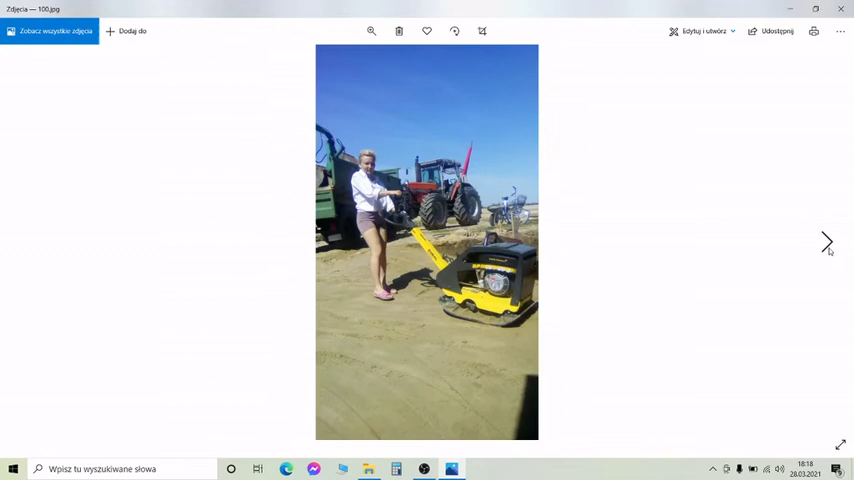 Zdjęcia — 100.jpg
Zobacz wszystkie zdjęcia
Dodaj do
Edytuj i utwórz
Udostępnij
Wpisz tu wyszukiwane słowa
18:18
28.03.2021